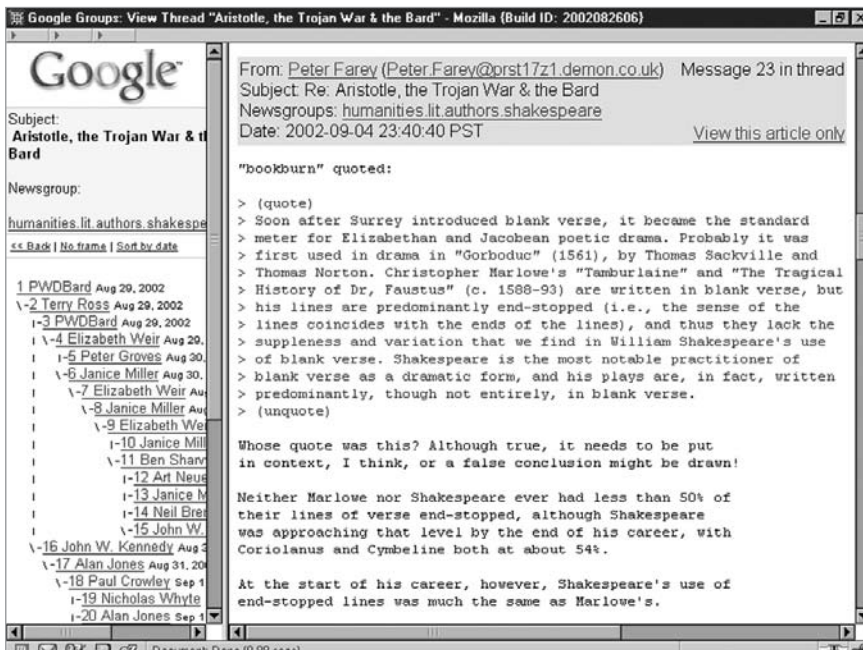 Google Groups: View Thread "Aristotle, the Trojan War & the Bard" - Mozilla {Build ID: 2002082606}
Google
Subject:
Aristotle, the Trojan War & tl
Bard
Newsgroup:
humanities.lit.authors.shakespe
<< Back | No frame | Sort by date
1 PWDBard Aug 29, 2002
\-2 Terry Ross Aug 29, 2002
|-3 PWDBard Aug 29, 2002
| \-4 Elizabeth Weir Aug 29,
| |-5 Peter Groves Aug 30,
| \-6 Janice Miller Aug 30,
| \-7 Elizabeth Weir Au
| \-8 Janice Miller Au
| \-9 Elizabeth Wei
| |-10 Janice Mill
| \-11 Ben Sharv
| |-12 Art Neue
| |-13 Janice M
| |-14 Neil Bren
| \-15 John W.
\-16 John W. Kennedy Aug 3
\-17 Alan Jones Aug 31, 20
\-18 Paul Crowley Sep 1
|-19 Nicholas Whyte
|-20 Alan Jones Sep 1
From: Peter Farey (Peter.Farey@prst17z1.demon.co.uk) Message 23 in thread
Subject: Re: Aristotle, the Trojan War & the Bard
Newsgroups: humanities.lit.authors.shakespeare
Date: 2002-09-04 23:40:40 PST
View this article only
"bookburn" quoted:
> (quote)
> Soon after Surrey introduced blank verse, it became the standard
> meter for Elizabethan and Jacobean poetic drama. Probably it was
> first used in drama in "Gorboduc" (1561), by Thomas Sackville and
> Thomas Norton. Christopher Marlowe's "Tamburlaine" and "The Tragical
> History of Dr, Faustus" (c. 1588-93) are written in blank verse, but
> his lines are predominantly end-stopped (i.e., the sense of the
> lines coincides with the ends of the lines), and thus they lack the
> suppleness and variation that we find in William Shakespeare's use
> of blank verse. Shakespeare is the most notable practitioner of
> blank verse as a dramatic form, and his plays are, in fact, written
> predominantly, though not entirely, in blank verse.
> (unquote)
Whose quote was this? Although true, it needs to be put
in context, I think, or a false conclusion might be drawn!
Neither Marlowe nor Shakespeare ever had less than 50% of
their lines of verse end-stopped, although Shakespeare
was approaching that level by the end of his career, with
Coriolanus and Cymbeline both at about 54%.
At the start of his career, however, Shakespeare's use of
end-stopped lines was much the same as Marlowe's.